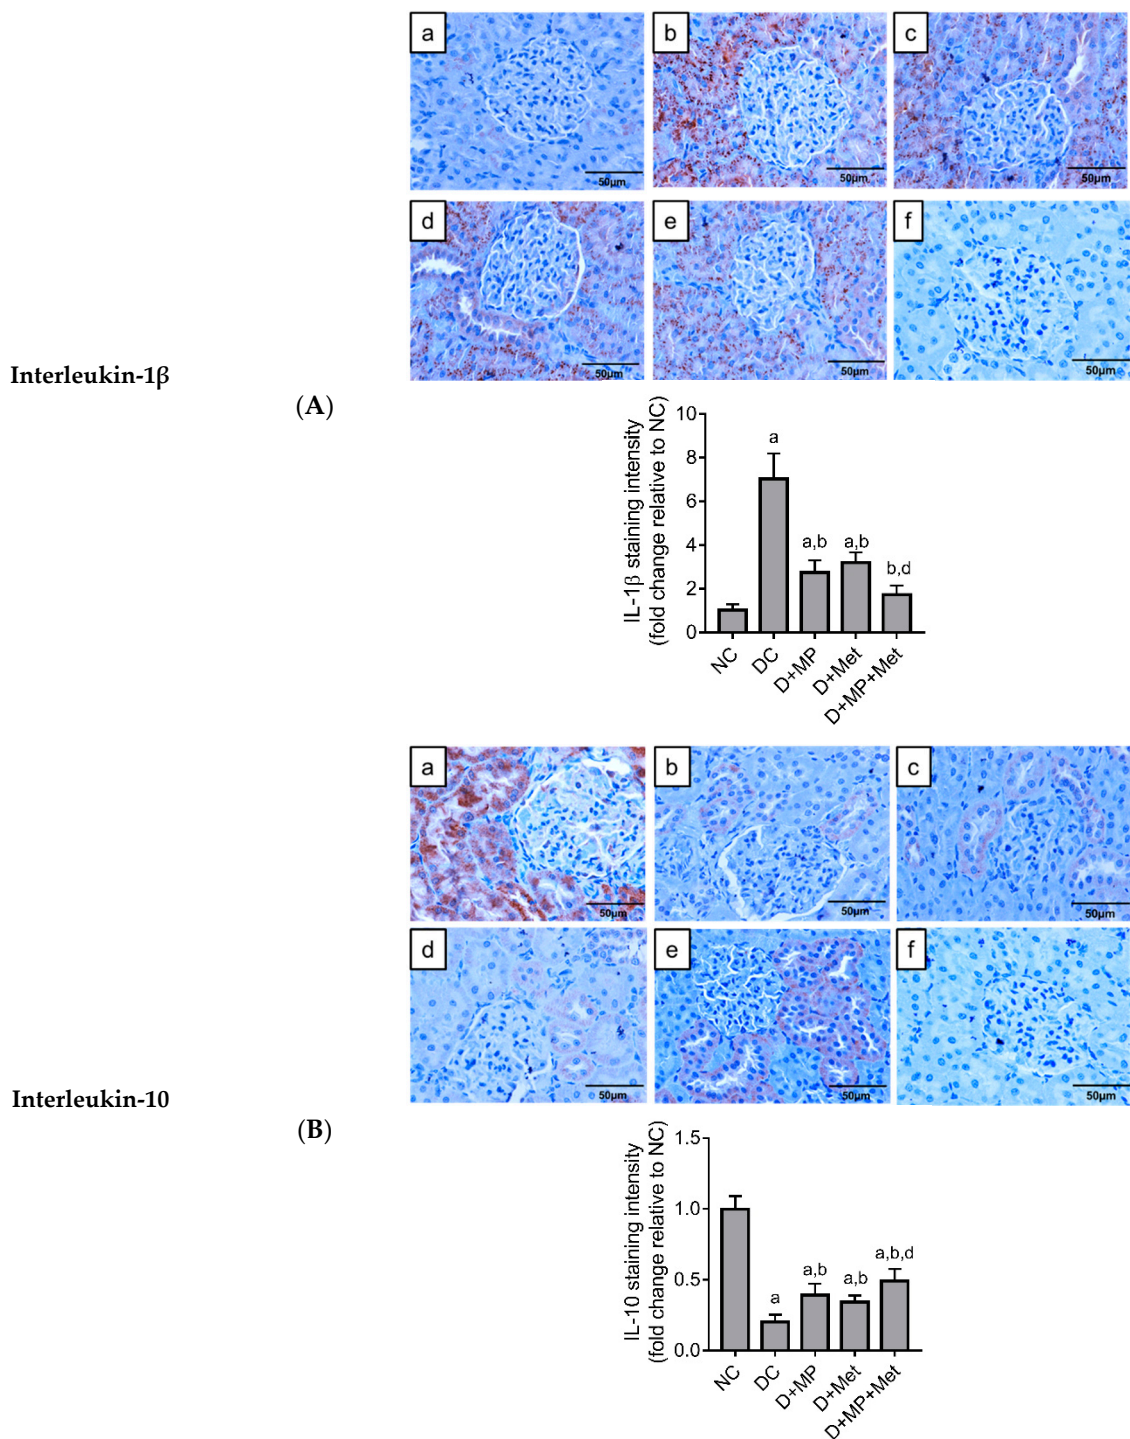 a b c
50µm 50µm 50µm
d e f
50µm 50µm 50µm
Interleukin-1β
(A)
IL-1β staining intensity
(fold change relative to NC)
10
8
6
4
2
0
a
a,b
a,b
b,d
NC
DC
D+MP
D+Met
D+MP+Met
a b c
50µm 50µm 50µm
d e f
50µm 50µm 50µm
Interleukin-10
(B)
IL-10 staining intensity
(fold change relative to NC)
1.5
1.0
0.5
0.0
a
a,b
a,b
a,b,d
NC
DC
D+MP
D+Met
D+MP+Met